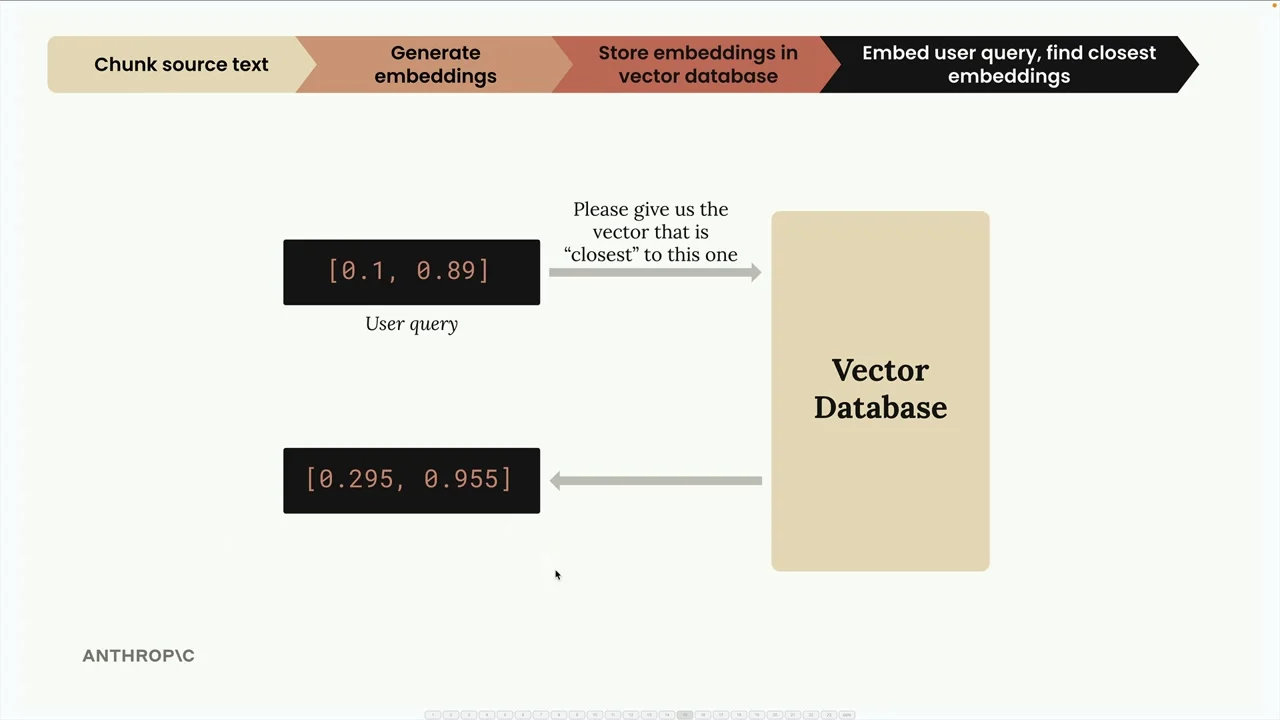 Chunk source text
Generate
embeddings
Store embeddings in
vector database
Embed user query, find closest
embeddings
Please give us the
vector that is
“closest” to this one
[0.1, 0.89]
User query
Vector
Database
[0.295, 0.955]
ANTHROP\C